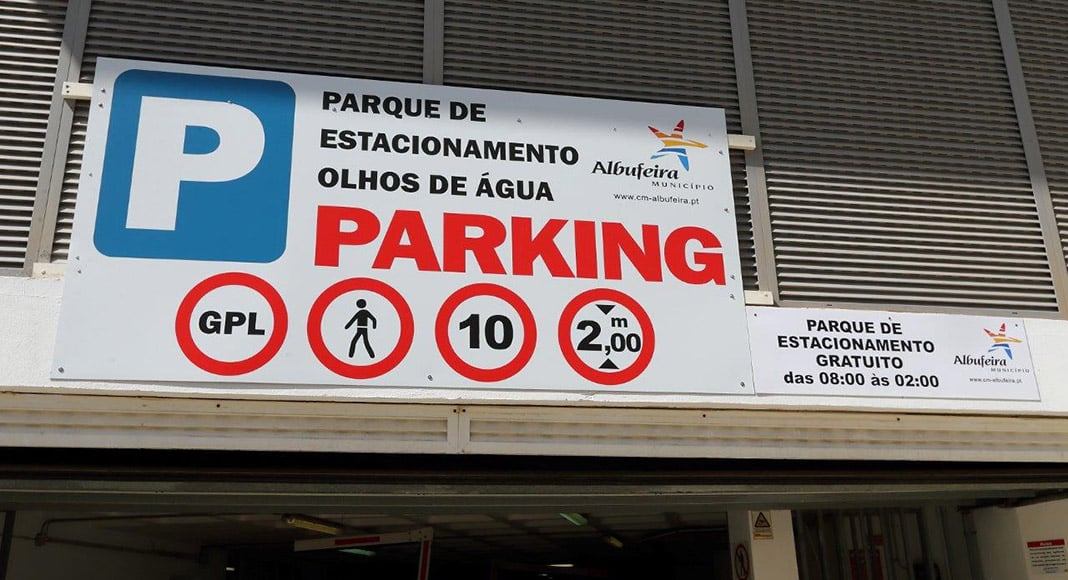 P
PARQUE DE
ESTACIONAMENTO
OLHOS DE ÁGUA
PARKING
Albufeira
MUNICÍPIO
www.cm-albufeira.pt
GPL
10
2,00 m
PARQUE DE
ESTACIONAMENTO
GRATUITO
das 08:00 às 02:00
Albufeira
MUNICÍPIO
www.cm-albufeira.pt